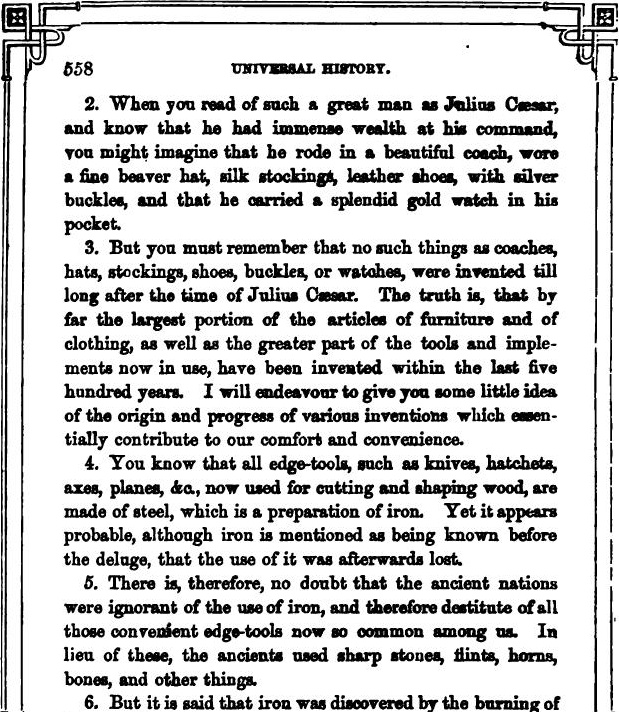 558
UNIVERSAL HISTORY.
2. When you read of such a great man as Julius Cæsar,
and know that he had immense wealth at his command,
you might imagine that he rode in a beautiful coach, wore
a fine beaver hat, silk stockings, leather shoes, with silver
buckles, and that he carried a splendid gold watch in his
pocket.
3. But you must remember that no such things as coaches,
hats, stockings, shoes, buckles, or watches, were invented till
long after the time of Julius Cæsar. The truth is, that by
far the largest portion of the articles of furniture and of
clothing, as well as the greater part of the tools and imple-
ments now in use, have been invented within the last five
hundred years. I will endeavour to give you some little idea
of the origin and progress of various inventions which essen-
tially contribute to our comfort and convenience.
4. You know that all edge-tools, such as knives, hatchets,
axes, planes, &c., now used for cutting and shaping wood, are
made of steel, which is a preparation of iron. Yet it appears
probable, although iron is mentioned as being known before
the deluge, that the use of it was afterwards lost.
5. There is, therefore, no doubt that the ancient nations
were ignorant of the use of iron, and therefore destitute of all
those convenient edge-tools now so common among us. In
lieu of these, the ancients used sharp stones, flints, horns,
bones, and other things.
6. But it is said that iron was discovered by the burning of